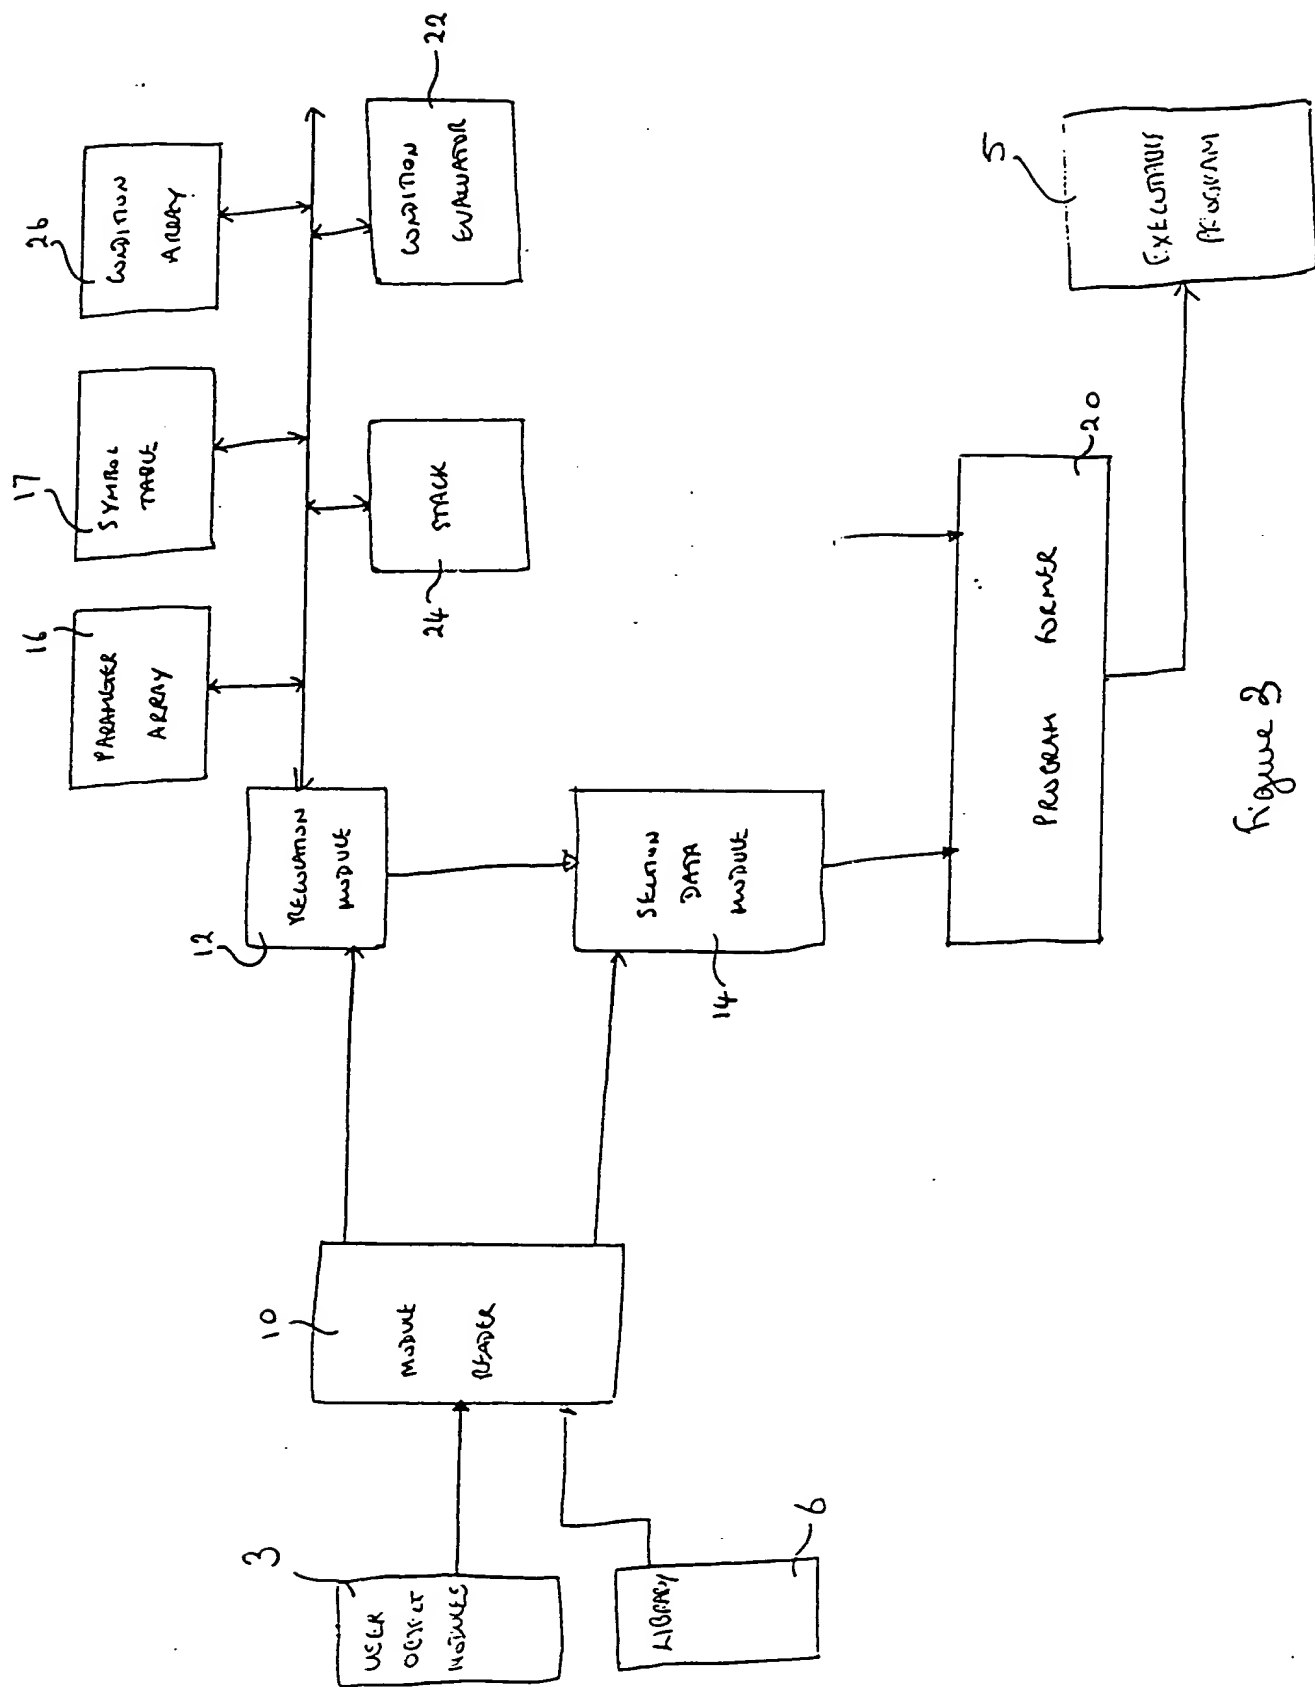 3
USER
OBJECT
MODULES
6
LIBRARY
10
MODULE
READER
12
RELOCATION
MODULE
14
SECTION
DATA
MODULE
16
PARAMETER
ARRAY
17
SYMBOL
TABLE
26
CONDITION
ARRAY
24
STACK
22
CONDITION
EVALUATOR
20
PROGRAM FORMER
5
EXECUTABLE
PROGRAM
Figure 3